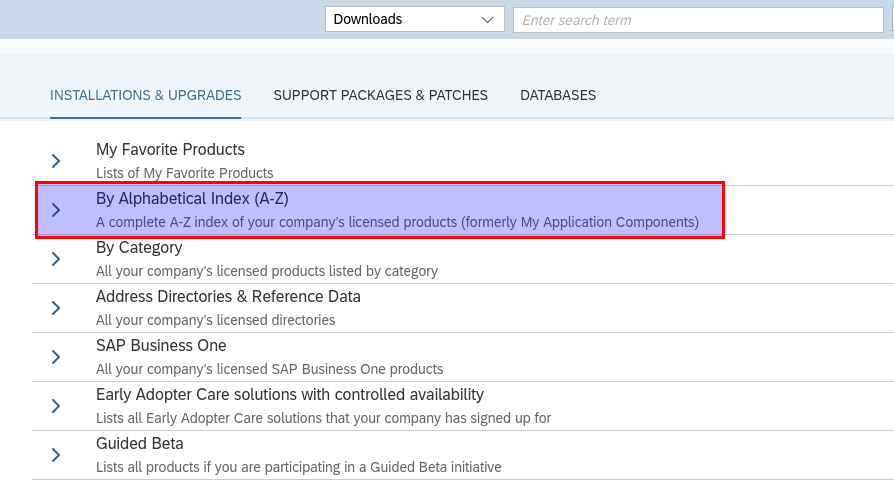 Downloads
Enter search term
INSTALLATIONS & UPGRADES
SUPPORT PACKAGES & PATCHES
DATABASES
My Favorite Products
Lists of My Favorite Products
By Alphabetical Index (A-Z)
A complete A-Z index of your company's licensed products (formerly My Application Components)
By Category
All your company's licensed products listed by category
Address Directories & Reference Data
All your company's licensed directories
SAP Business One
All your company's licensed SAP Business One products
Early Adopter Care solutions with controlled availability
Lists all Early Adopter Care solutions that your company has signed up for
Guided Beta
Lists all products if you are participating in a Guided Beta initiative